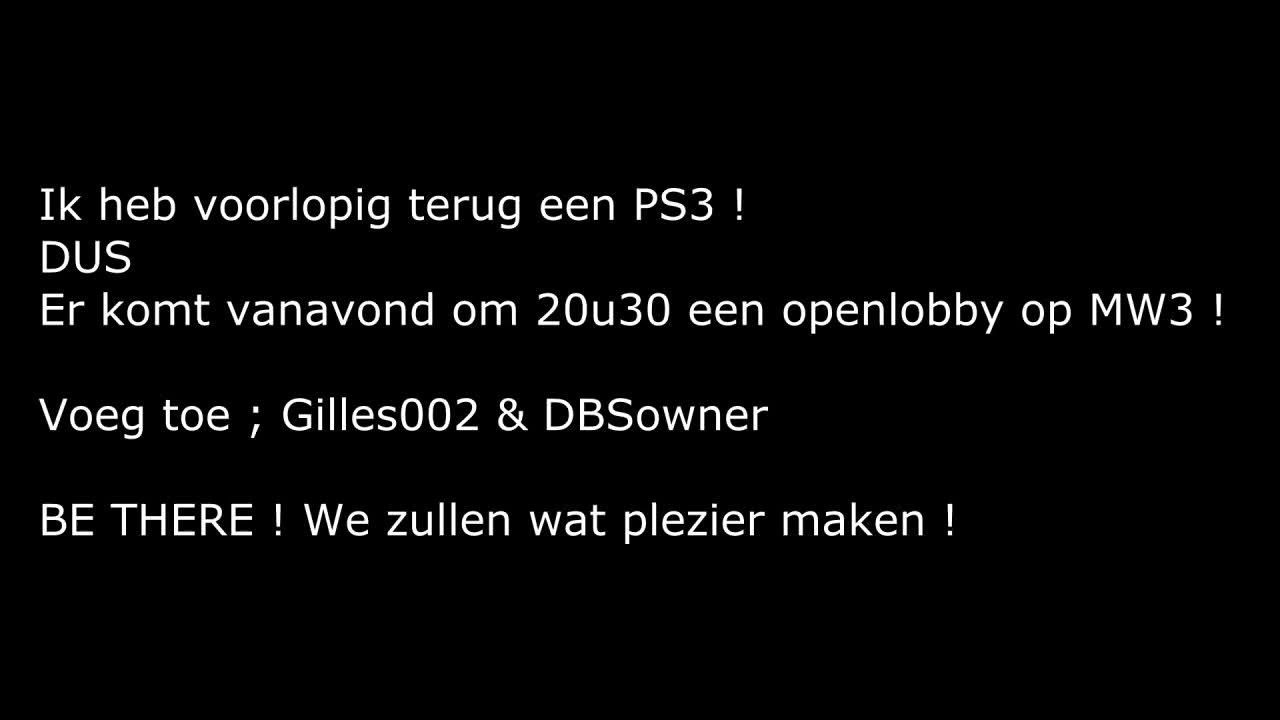 Ik heb voorlopig terug een PS3 !
DUS
Er komt vanavond om 20u30 een openlobby op MW3 !
Voeg toe ; Gilles002 & DBSowner
BE THERE ! We zullen wat plezier maken !